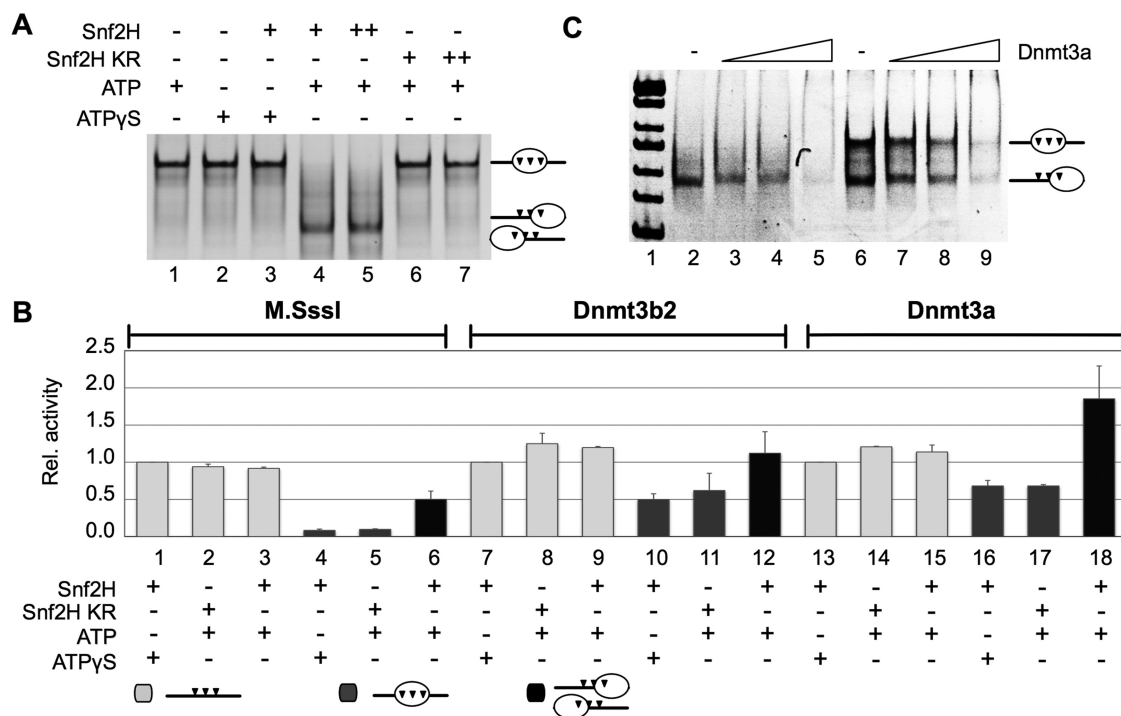 A
Snf2H - - + + ++ - -
Snf2H KR - - - - - + ++
ATP + - - + + + +
ATPγS - + + - - - -
1 2 3 4 5 6 7
C
- - Dnmt3a
1 2 3 4 5 6 7 8 9
B
M.SssI Dnmt3b2 Dnmt3a
Rel. activity
2.5
2.0
1.5
1.0
0.5
0.0
1 2 3 4 5 6 7 8 9 10 11 12 13 14 15 16 17 18
Snf2H + - + + - + + - + + - + + - + + - +
Snf2H KR - + - - + - - + - - + - - + - - + -
ATP - + + - + + - + + - + + - + + - + +
ATPγS + - - + - - + - - + - - + - - + - -